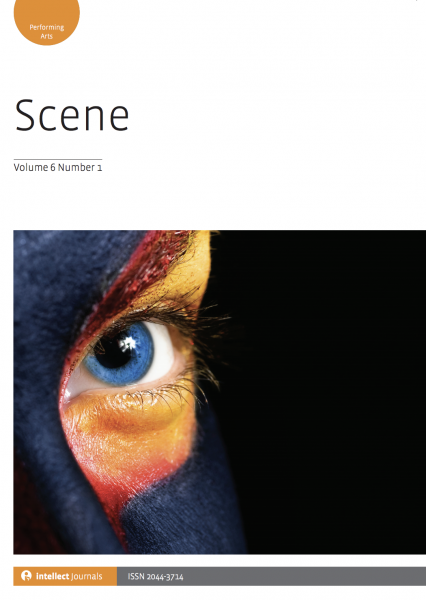 Performing
Arts
Scene
Volume 6 Number 1
intellect Journals
ISSN 2044-3714